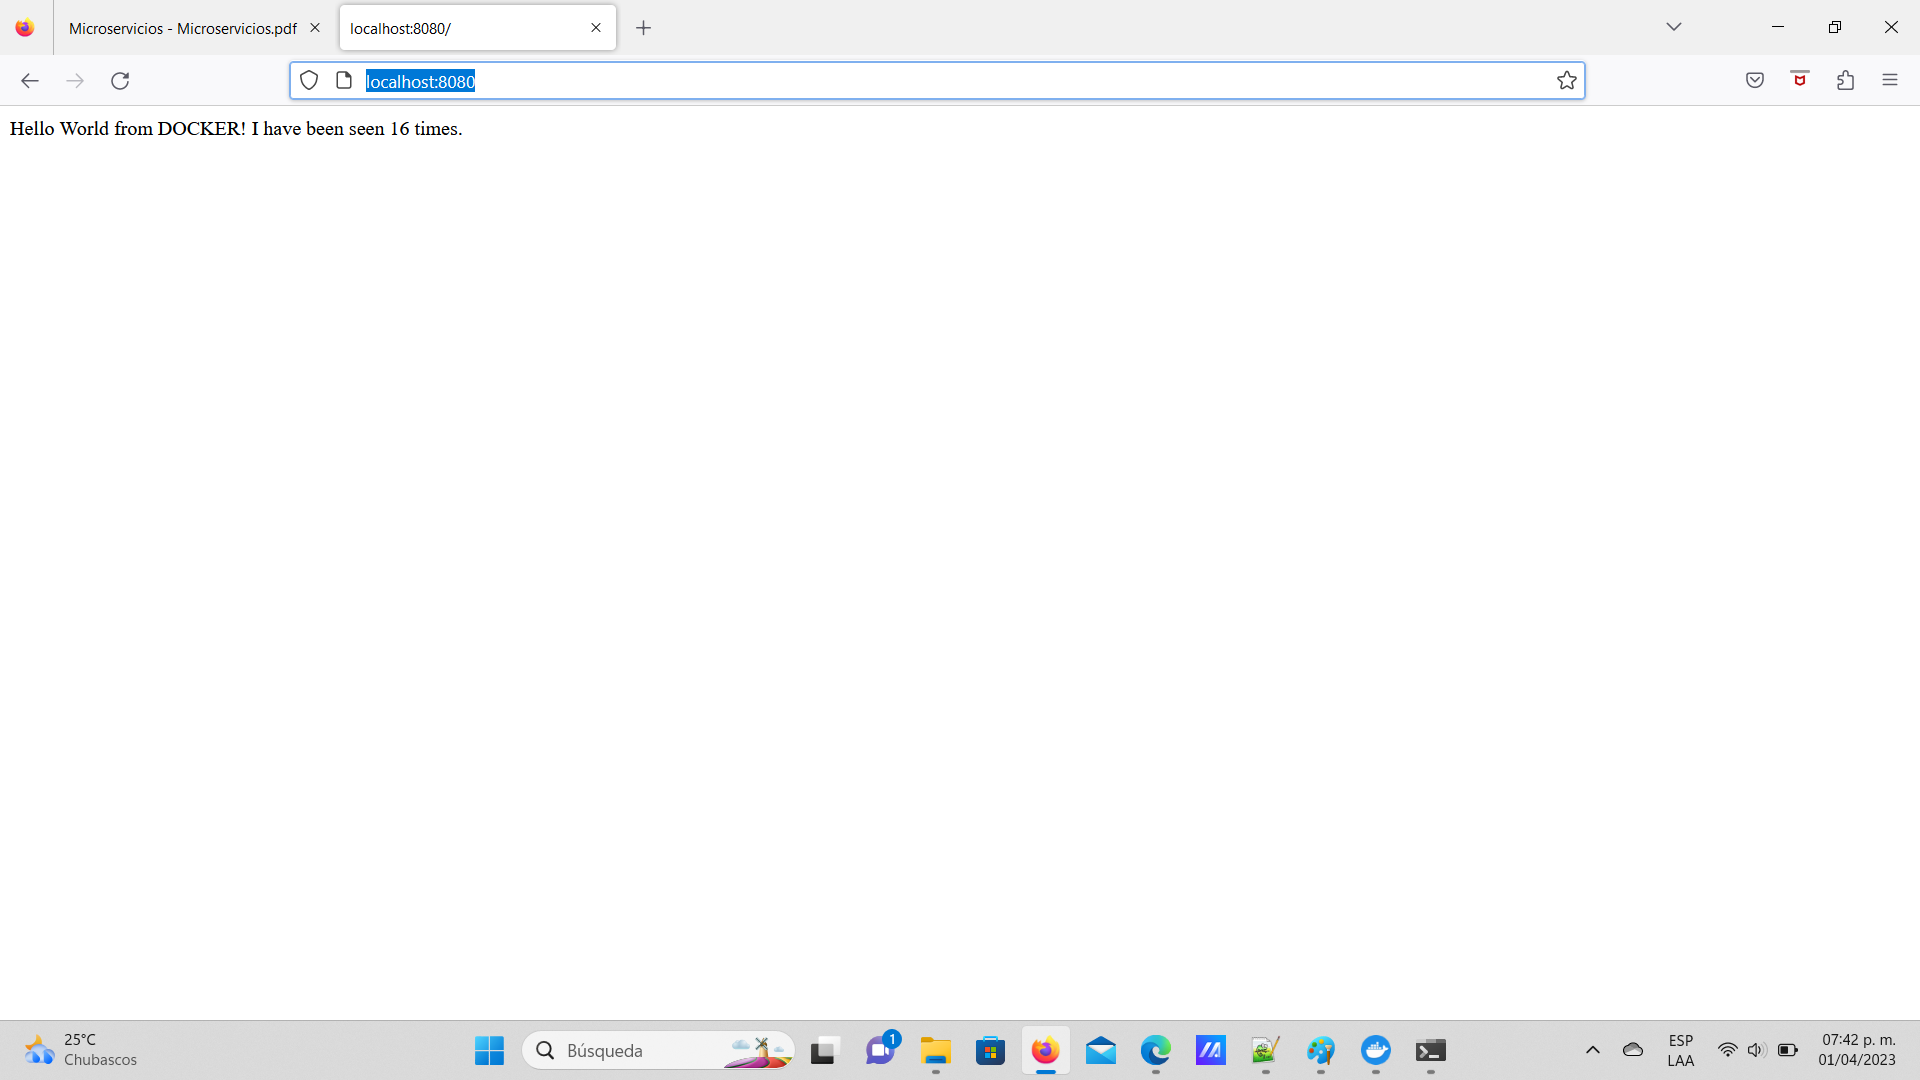 Microservicios - Microservicios.pdf
localhost:8080/
localhost:8080
Hello World from DOCKER! I have been seen 16 times.
25°C
Chubascos
Búsqueda
1
ESP
LAA
07:42 p. m.
01/04/2023